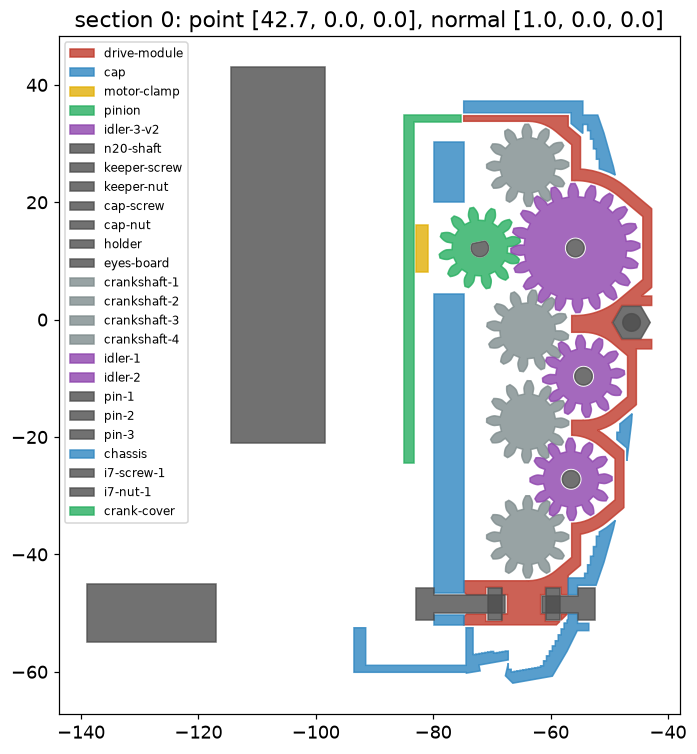 section 0: point [42.7, 0.0, 0.0], normal [1.0, 0.0, 0.0]
drive-module
cap
motor-clamp
pinion
idler-3-v2
n20-shaft
keeper-screw
keeper-nut
cap-screw
cap-nut
holder
eyes-board
crankshaft-1
crankshaft-2
crankshaft-3
crankshaft-4
idler-1
idler-2
pin-1
pin-2
pin-3
chassis
i7-screw-1
i7-nut-1
crank-cover
40
20
0
−20
−40
−60
−140
−120
−100
−80
−60
−40